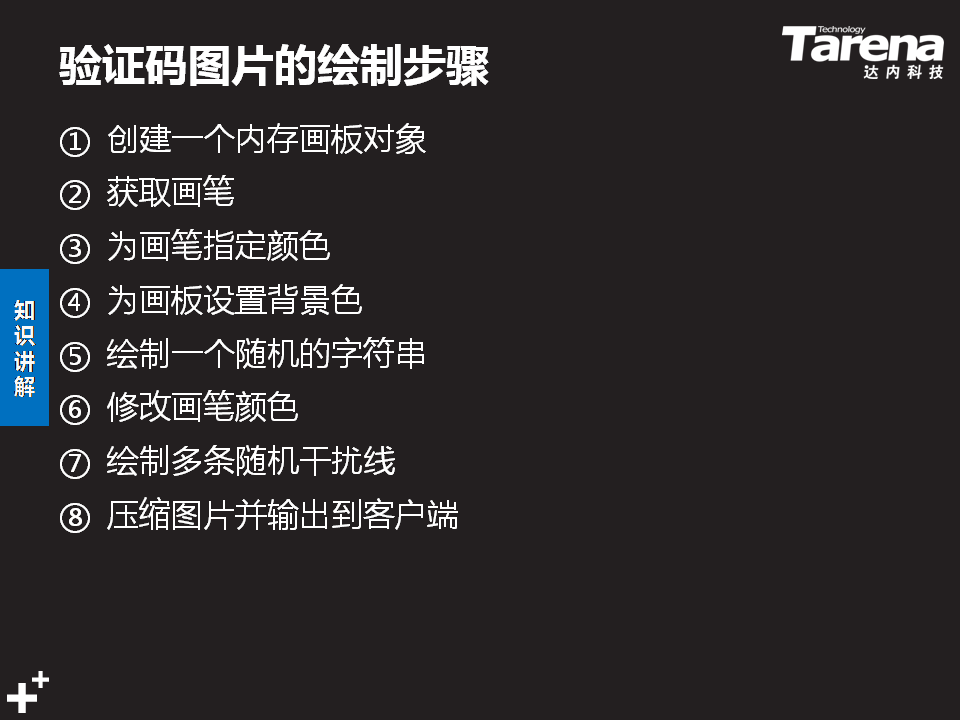 验证码图片的绘制步骤
Technology
Tarena
达内科技
① 创建一个内存画板对象
② 获取画笔
③ 为画笔指定颜色
④ 为画板设置背景色
⑤ 绘制一个随机的字符串
⑥ 修改画笔颜色
⑦ 绘制多条随机干扰线
⑧ 压缩图片并输出到客户端
知识讲解